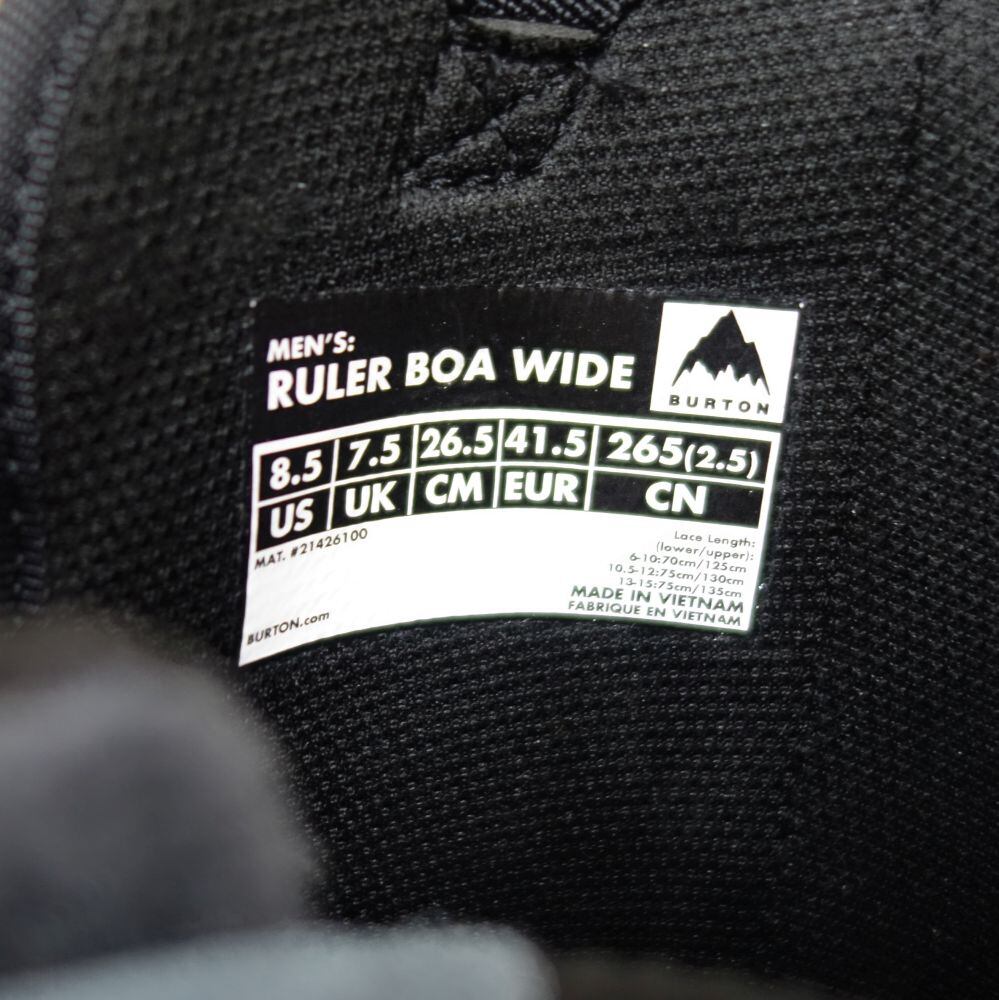 MEN'S:
RULER BOA WIDE
BURTON
8.5 7.5 26.5 41.5 265(2.5)
US UK CM EUR CN
MAT. #21426100
Lace Length:
(lower/upper):
6-10:70cm/125cm
10.5-12:75cm/130cm
13-15:75cm/135cm
MADE IN VIETNAM
FABRIQUE EN VIETNAM
BURTON.com